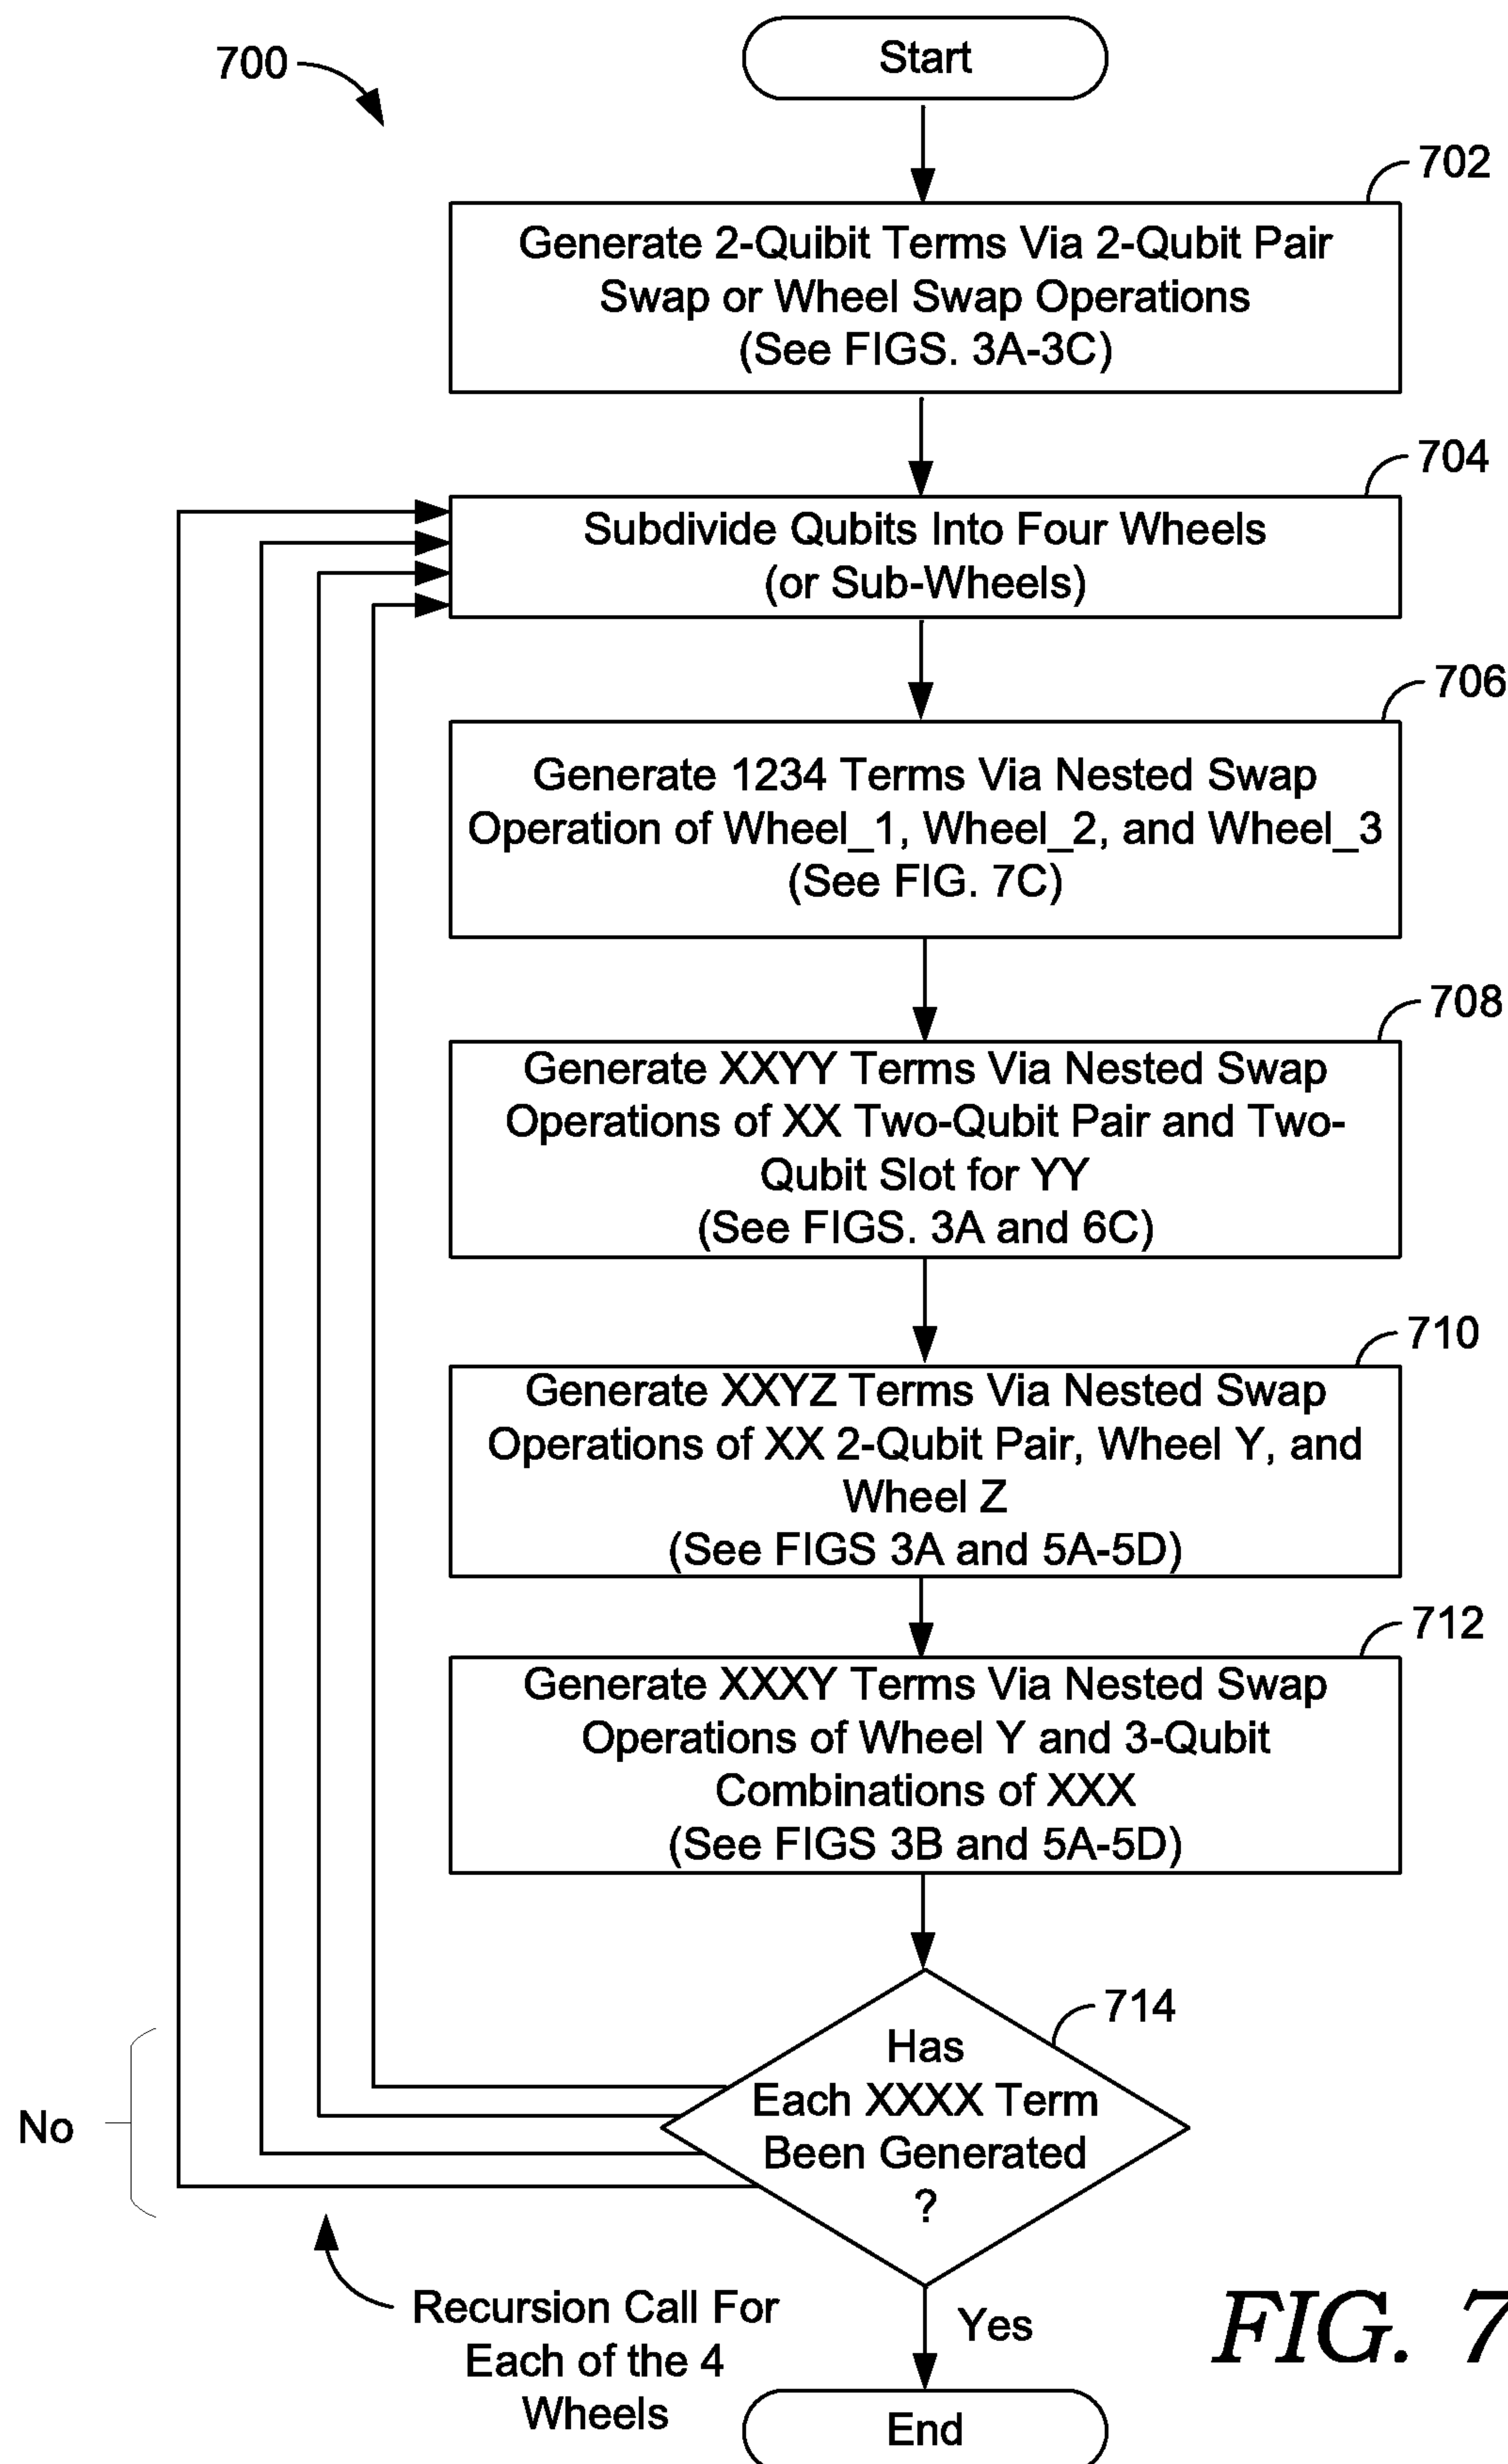 700
Start
702
Generate 2-Quibit Terms Via 2-Qubit Pair
Swap or Wheel Swap Operations
(See FIGS. 3A-3C)
704
Subdivide Qubits Into Four Wheels
(or Sub-Wheels)
706
Generate 1234 Terms Via Nested Swap
Operation of Wheel_1, Wheel_2, and Wheel_3
(See FIG. 7C)
708
Generate XXYY Terms Via Nested Swap
Operations of XX Two-Qubit Pair and Two-
Qubit Slot for YY
(See FIGS. 3A and 6C)
710
Generate XXYZ Terms Via Nested Swap
Operations of XX 2-Qubit Pair, Wheel Y, and
Wheel Z
(See FIGS 3A and 5A-5D)
712
Generate XXXY Terms Via Nested Swap
Operations of Wheel Y and 3-Qubit
Combinations of XXX
(See FIGS 3B and 5A-5D)
714
Has
Each XXXX Term
Been Generated
?
No
Recursion Call For
Each of the 4
Wheels
Yes
FIG. 7
End